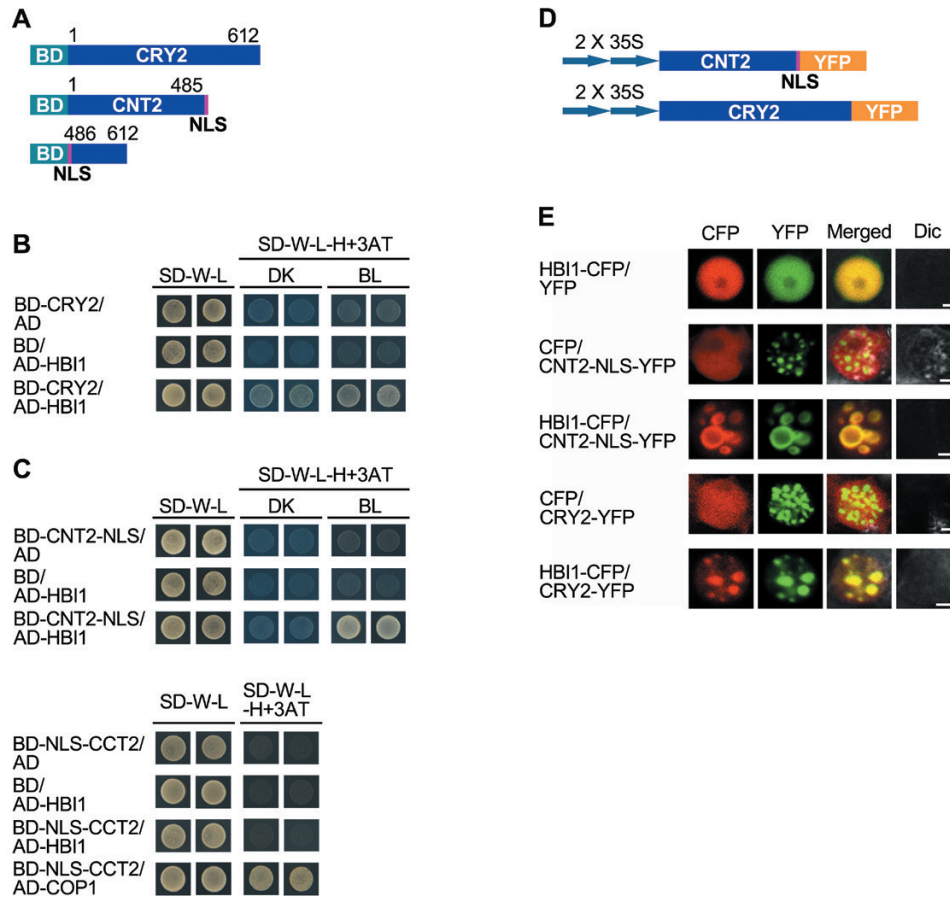 A
1 612
BD CRY2
1 485
BD CNT2
NLS
486 612
BD
NLS
B
SD-W-L-H+3AT
SD-W-L DK BL
BD-CRY2/
AD
BD/
AD-HBI1
BD-CRY2/
AD-HBI1
C
SD-W-L-H+3AT
SD-W-L DK BL
BD-CNT2-NLS/
AD
BD/
AD-HBI1
BD-CNT2-NLS/
AD-HBI1
SD-W-L
SD-W-L
-H+3AT
BD-NLS-CCT2/
AD
BD/
AD-HBI1
BD-NLS-CCT2/
AD-HBI1
BD-NLS-CCT2/
AD-COP1
D
2 X 35S
CNT2 YFP
NLS
2 X 35S
CRY2 YFP
E
CFP YFP Merged Dic
HBI1-CFP/
YFP
CFP/
CNT2-NLS-YFP
HBI1-CFP/
CNT2-NLS-YFP
CFP/
CRY2-YFP
HBI1-CFP/
CRY2-YFP